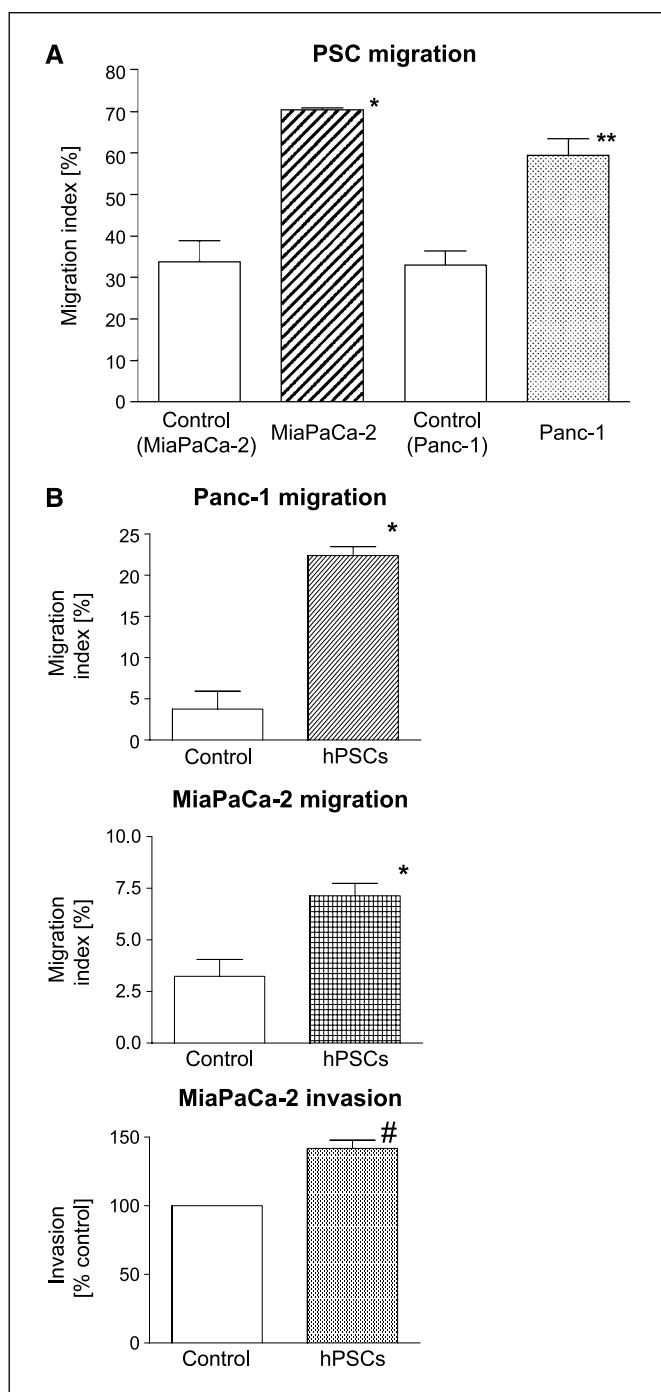 A
PSC migration
Migration index [%]
80
70
60
50
40
30
20
10
0
*
**
Control
(MiaPaCa-2)
MiaPaCa-2
Control
(Panc-1)
Panc-1
B
Panc-1 migration
Migration
index [%]
25
20
15
10
5
0
*
Control
hPSCs
MiaPaCa-2 migration
Migration
index [%]
10.0
7.5
5.0
2.5
0.0
*
Control
hPSCs
MiaPaCa-2 invasion
Invasion
[% control]
150
100
50
0
#
Control
hPSCs